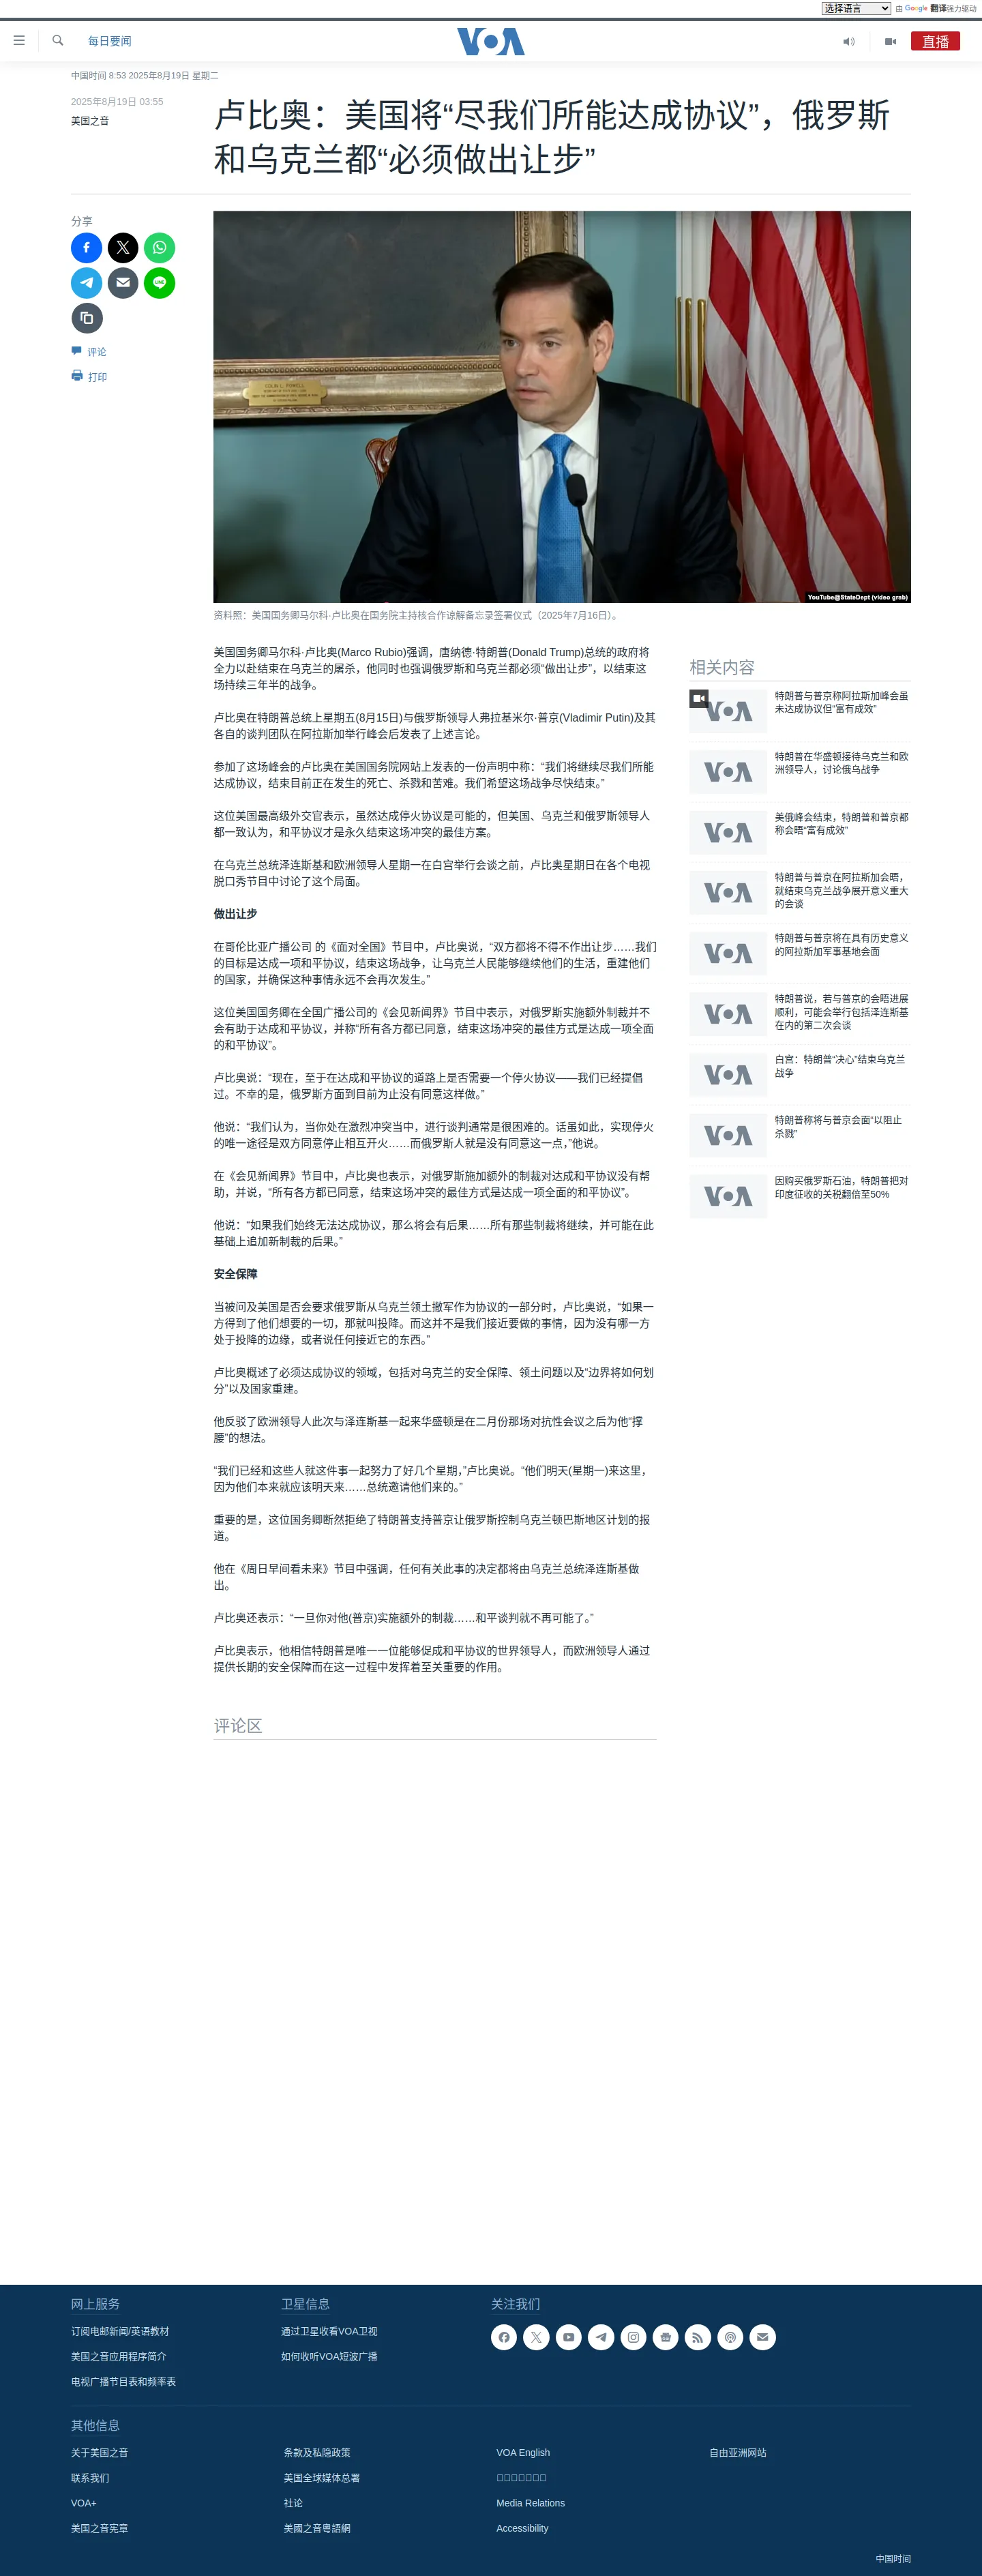 选择语言 由 Google 翻译强力驱动
每日要闻 VOA 直播
中国时间 8:53 2025年8月19日 星期二
2025年8月19日 03:55
美国之音
卢比奥：美国将“尽我们所能达成协议”，俄罗斯
和乌克兰都“必须做出让步”
分享
评论
打印
COLIN L. POWELL
YouTube@StateDept (video grab)
资料照：美国国务卿马尔科·卢比奥在国务院主持核合作谅解备忘录签署仪式（2025年7月16日）。
美国国务卿马尔科·卢比奥(Marco Rubio)强调，唐纳德·特朗普(Donald Trump)总统的政府将
全力以赴结束在乌克兰的屠杀，他同时也强调俄罗斯和乌克兰都必须“做出让步”，以结束这
场持续三年半的战争。
卢比奥在特朗普总统上星期五(8月15日)与俄罗斯领导人弗拉基米尔·普京(Vladimir Putin)及其
各自的谈判团队在阿拉斯加举行峰会后发表了上述言论。
参加了这场峰会的卢比奥在美国国务院网站上发表的一份声明中称：“我们将继续尽我们所能
达成协议，结束目前正在发生的死亡、杀戮和苦难。我们希望这场战争尽快结束。”
这位美国最高级外交官表示，虽然达成停火协议是可能的，但美国、乌克兰和俄罗斯领导人
都一致认为，和平协议才是永久结束这场冲突的最佳方案。
在乌克兰总统泽连斯基和欧洲领导人星期一在白宫举行会谈之前，卢比奥星期日在各个电视
脱口秀节目中讨论了这个局面。
做出让步
在哥伦比亚广播公司 的《面对全国》节目中，卢比奥说，“双方都将不得不作出让步……我们
的目标是达成一项和平协议，结束这场战争，让乌克兰人民能够继续他们的生活，重建他们
的国家，并确保这种事情永远不会再次发生。”
这位美国国务卿在全国广播公司的《会见新闻界》节目中表示，对俄罗斯实施额外制裁并不
会有助于达成和平协议，并称“所有各方都已同意，结束这场冲突的最佳方式是达成一项全面
的和平协议”。
卢比奥说：“现在，至于在达成和平协议的道路上是否需要一个停火协议——我们已经提倡
过。不幸的是，俄罗斯方面到目前为止没有同意这样做。”
他说：“我们认为，当你处在激烈冲突当中，进行谈判通常是很困难的。话虽如此，实现停火
的唯一途径是双方同意停止相互开火……而俄罗斯人就是没有同意这一点，”他说。
在《会见新闻界》节目中，卢比奥也表示，对俄罗斯施加额外的制裁对达成和平协议没有帮
助，并说，“所有各方都已同意，结束这场冲突的最佳方式是达成一项全面的和平协议”。
他说：“如果我们始终无法达成协议，那么将会有后果……所有那些制裁将继续，并可能在此
基础上追加新制裁的后果。”
安全保障
当被问及美国是否会要求俄罗斯从乌克兰领土撤军作为协议的一部分时，卢比奥说，“如果一
方得到了他们想要的一切，那就叫投降。而这并不是我们接近要做的事情，因为没有哪一方
处于投降的边缘，或者说任何接近它的东西。”
卢比奥概述了必须达成协议的领域，包括对乌克兰的安全保障、领土问题以及“边界将如何划
分”以及国家重建。
他反驳了欧洲领导人此次与泽连斯基一起来华盛顿是在二月份那场对抗性会议之后为他“撑
腰”的想法。
“我们已经和这些人就这件事一起努力了好几个星期，”卢比奥说。“他们明天(星期一)来这里，
因为他们本来就应该明天来……总统邀请他们来的。”
重要的是，这位国务卿断然拒绝了特朗普支持普京让俄罗斯控制乌克兰顿巴斯地区计划的报
道。
他在《周日早间看未来》节目中强调，任何有关此事的决定都将由乌克兰总统泽连斯基做
出。
卢比奥还表示：“一旦你对他(普京)实施额外的制裁……和平谈判就不再可能了。”
卢比奥表示，他相信特朗普是唯一一位能够促成和平协议的世界领导人，而欧洲领导人通过
提供长期的安全保障而在这一过程中发挥着至关重要的作用。
相关内容
特朗普与普京称阿拉斯加峰会虽
未达成协议但“富有成效”
特朗普在华盛顿接待乌克兰和欧
洲领导人，讨论俄乌战争
美俄峰会结束，特朗普和普京都
称会晤“富有成效”
特朗普与普京在阿拉斯加会晤，
就结束乌克兰战争展开意义重大
的会谈
特朗普与普京将在具有历史意义
的阿拉斯加军事基地会面
特朗普说，若与普京的会晤进展
顺利，可能会举行包括泽连斯基
在内的第二次会谈
白宫：特朗普“决心”结束乌克兰
战争
特朗普称将与普京会面“以阻止
杀戮”
因购买俄罗斯石油，特朗普把对
印度征收的关税翻倍至50%
评论区
网上服务
订阅电邮新闻/英语教材
美国之音应用程序简介
电视广播节目表和频率表
卫星信息
通过卫星收看VOA卫视
如何收听VOA短波广播
关注我们
其他信息
关于美国之音
联系我们
VOA+
美国之音宪章
条款及私隐政策
美国全球媒体总署
社论
美國之音粵語網
VOA English
Media Relations
Accessibility
自由亚洲网站
中国时间